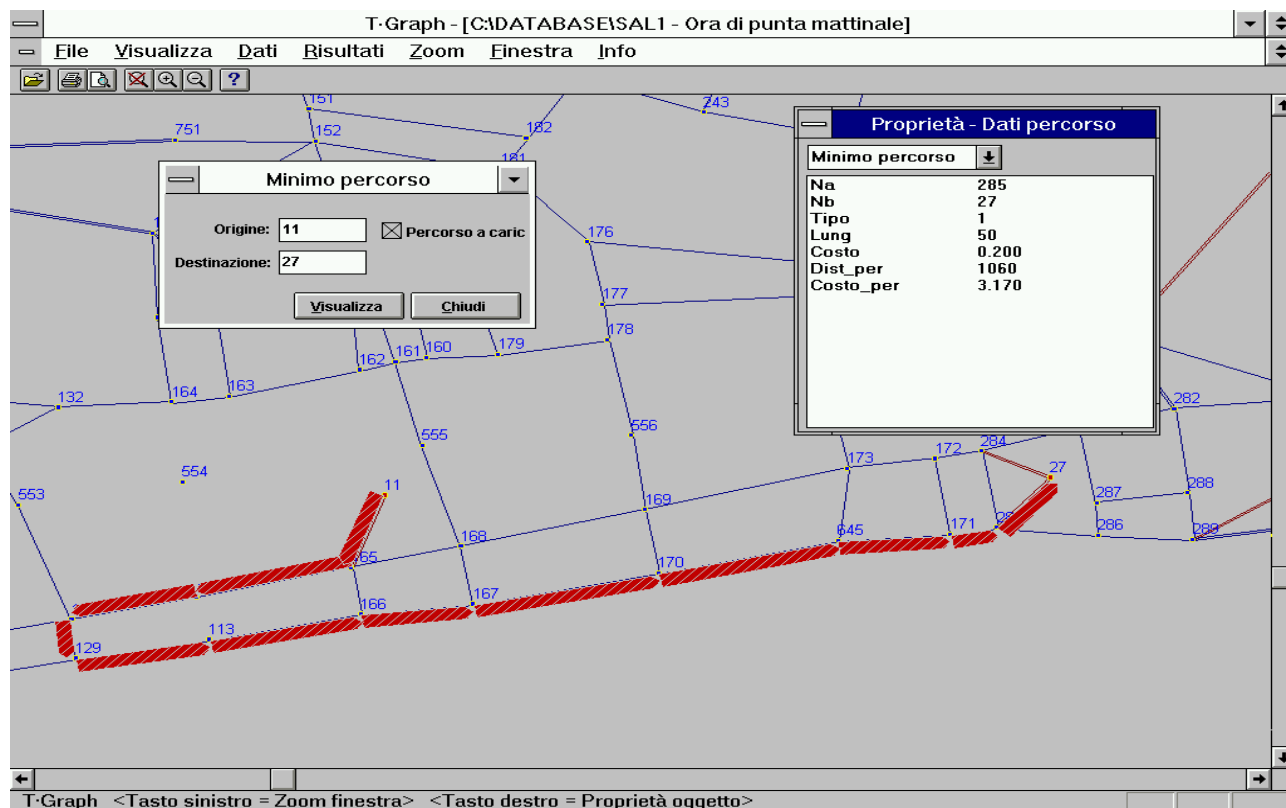 T·Graph - [C:\DATABASE\SAL1 - Ora di punta mattinale]
File Visualizza Dati Risultati Zoom Finestra Info
?
151
243
751
152
182
181
Proprietà - Dati percorso
Minimo percorso
Na 285
Nb 27
Tipo 1
Lung 50
Costo 0.200
Dist_per 1060
Costo_per 3.170
Minimo percorso
Origine: 11
Percorso a caric
Destinazione: 27
Visualizza Chiudi
176
177
178
162
161
160
179
132
164
163
282
555
556
554
11
173
172
284
27
553
287
288
169
168
645
171
286
289
65
170
167
166
113
129
T·Graph <Tasto sinistro = Zoom finestra> <Tasto destro = Proprietà oggetto>